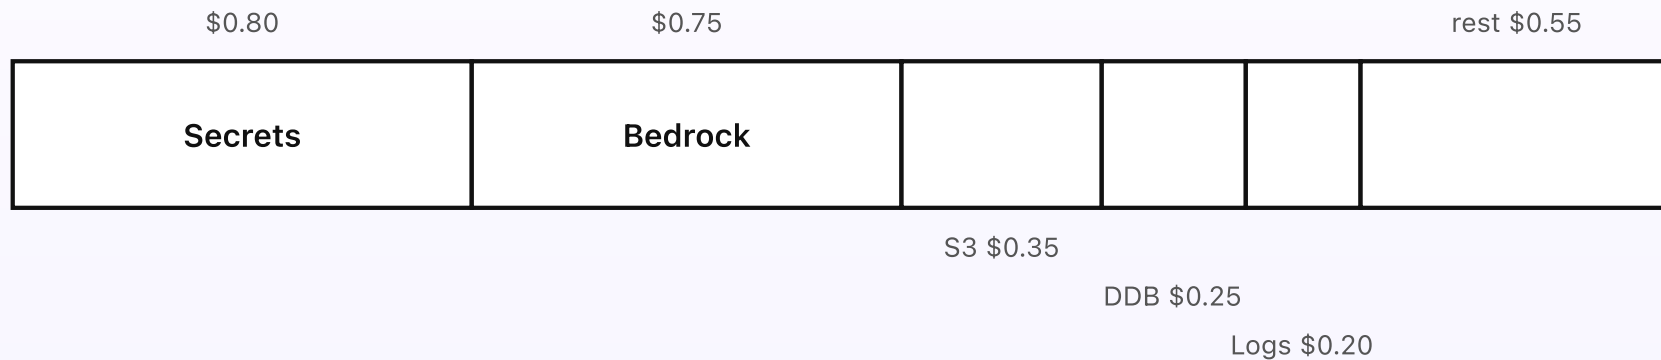 $0.80
$0.75
rest $0.55
Secrets
Bedrock
S3 $0.35
DDB $0.25
Logs $0.20